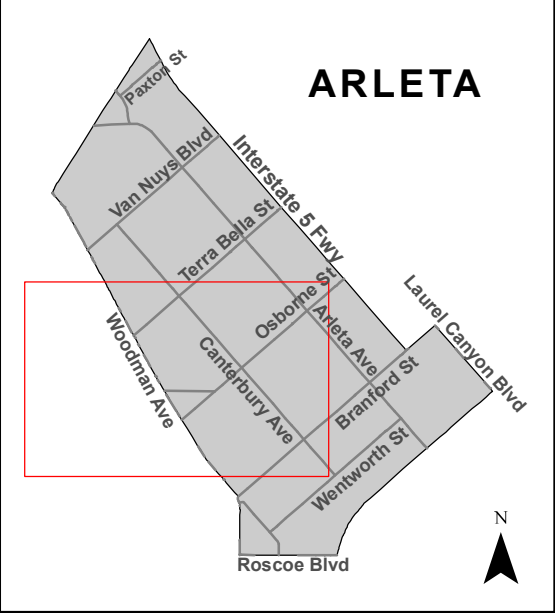 ARLETA
Paxton St
Van Nuys Blvd
Interstate 5 Fwy
Terra Bella St
Osborne St
Laurel Canyon Blvd
Woodman Ave
Arleta Ave
Canterbury Ave
Branford St
Wentworth St
N
Roscoe Blvd